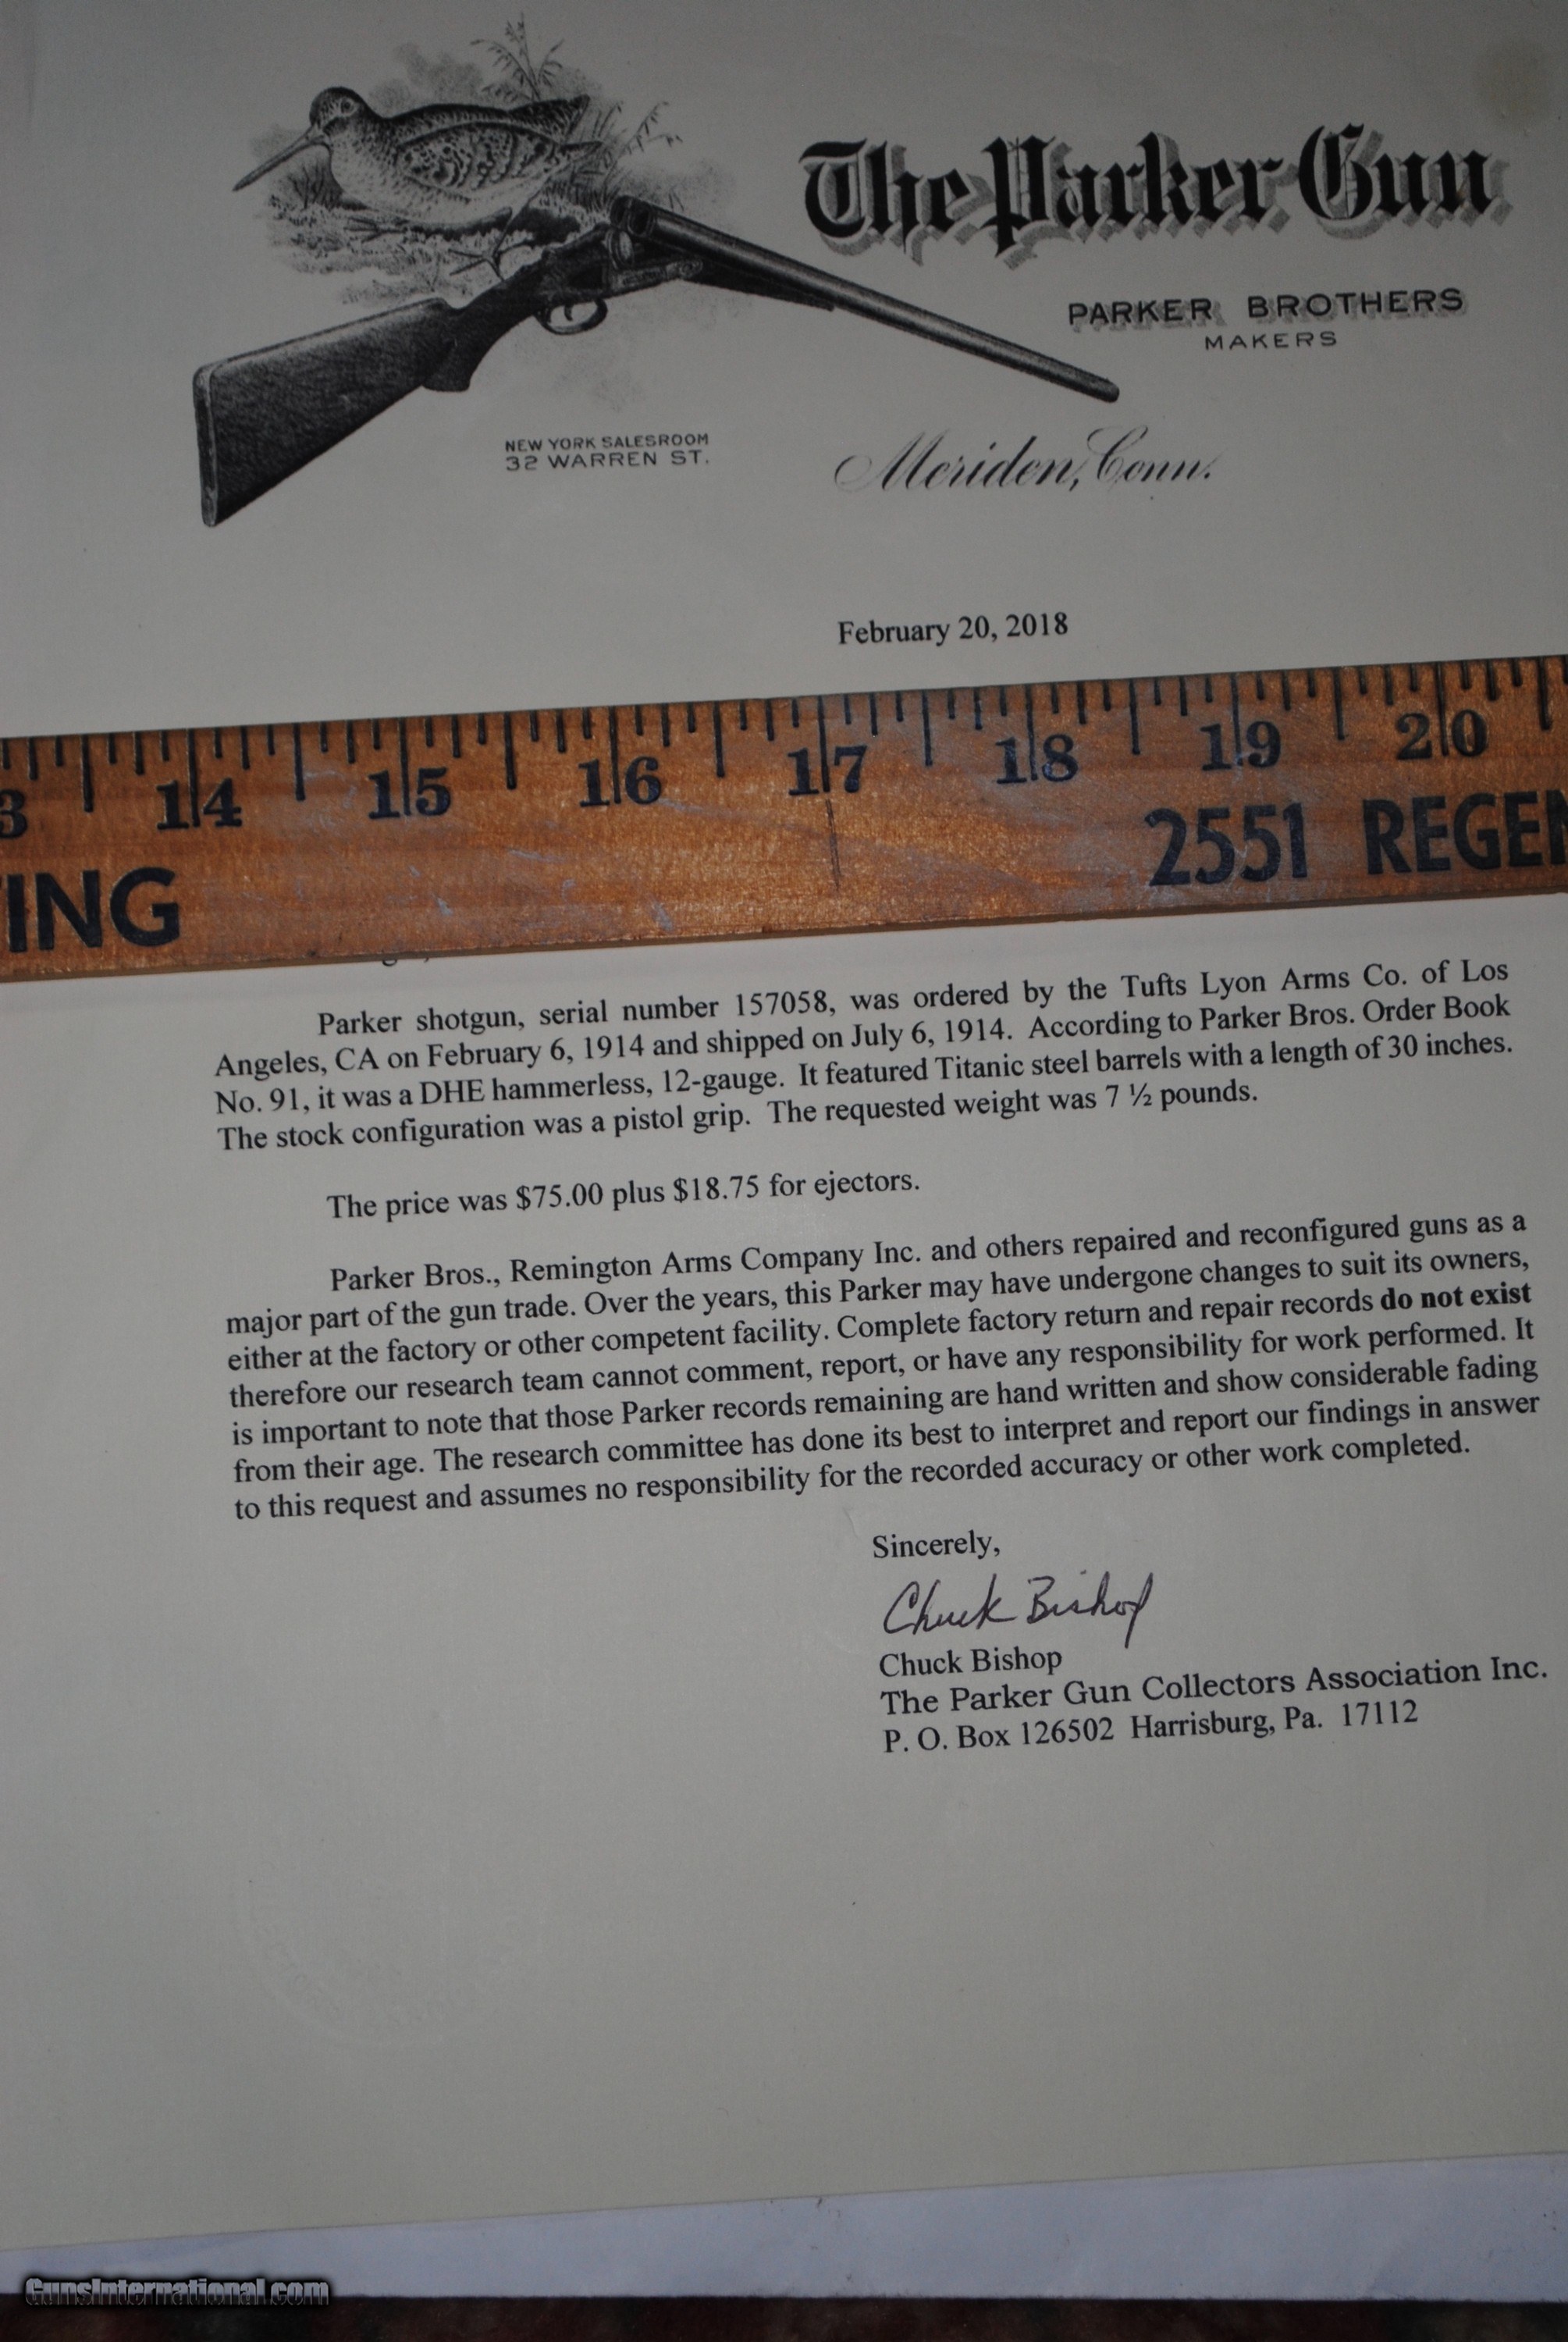 The Parker Gun
PARKER BROTHERS
MAKERS
NEW YORK SALESROOM
32 WARREN ST.
Meriden, Conn.
February 20, 2018
3 14 15 16 17 18 19 20
ING 2551 REGEN
Parker shotgun, serial number 157058, was ordered by the Tufts Lyon Arms Co. of Los
Angeles, CA on February 6, 1914 and shipped on July 6, 1914. According to Parker Bros. Order Book
No. 91, it was a DHE hammerless, 12-gauge. It featured Titanic steel barrels with a length of 30 inches.
The stock configuration was a pistol grip. The requested weight was 7 ½ pounds.
The price was $75.00 plus $18.75 for ejectors.
Parker Bros., Remington Arms Company Inc. and others repaired and reconfigured guns as a
major part of the gun trade. Over the years, this Parker may have undergone changes to suit its owners,
either at the factory or other competent facility. Complete factory return and repair records do not exist
therefore our research team cannot comment, report, or have any responsibility for work performed. It
is important to note that those Parker records remaining are hand written and show considerable fading
from their age. The research committee has done its best to interpret and report our findings in answer
to this request and assumes no responsibility for the recorded accuracy or other work completed.
Sincerely,
Chuck Bishop
Chuck Bishop
The Parker Gun Collectors Association Inc.
P. O. Box 126502 Harrisburg, Pa. 17112
GunsInternational.com